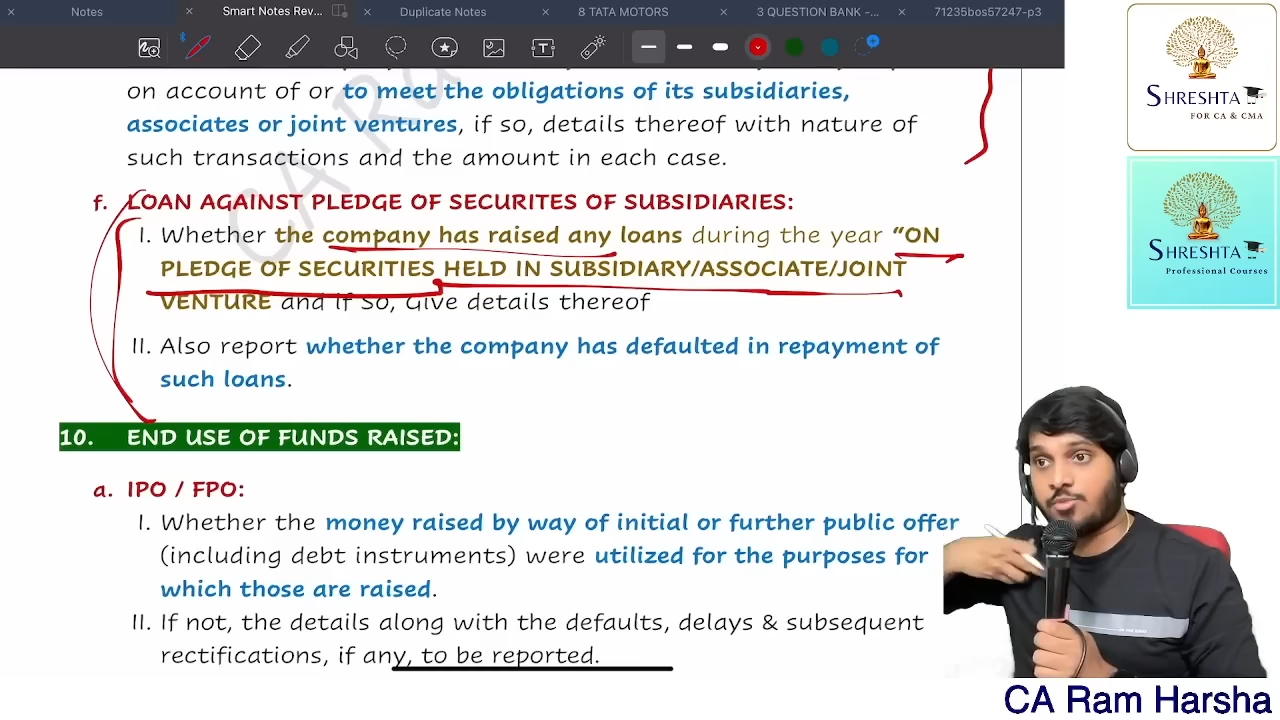 Notes
Smart Notes Rev...
Duplicate Notes
8 TATA MOTORS
3 QUESTION BANK -...
71235bos57247-p3
on account of or to meet the obligations of its subsidiaries,
associates or joint ventures, if so, details thereof with nature of
such transactions and the amount in each case.
f. LOAN AGAINST PLEDGE OF SECURITES OF SUBSIDIARIES:
I. Whether the company has raised any loans during the year “ON
PLEDGE OF SECURITIES HELD IN SUBSIDIARY/ASSOCIATE/JOINT
VENTURE and if so, Give details thereof
II. Also report whether the company has defaulted in repayment of
such loans.
10. END USE OF FUNDS RAISED:
a. IPO / FPO:
I. Whether the money raised by way of initial or further public offer
(including debt instruments) were utilized for the purposes for
which those are raised.
II. If not, the details along with the defaults, delays & subsequent
rectifications, if any, to be reported.
SHRESHTA
FOR CA & CMA
SHRESHTA
Professional Courses
CA Ram Harsha